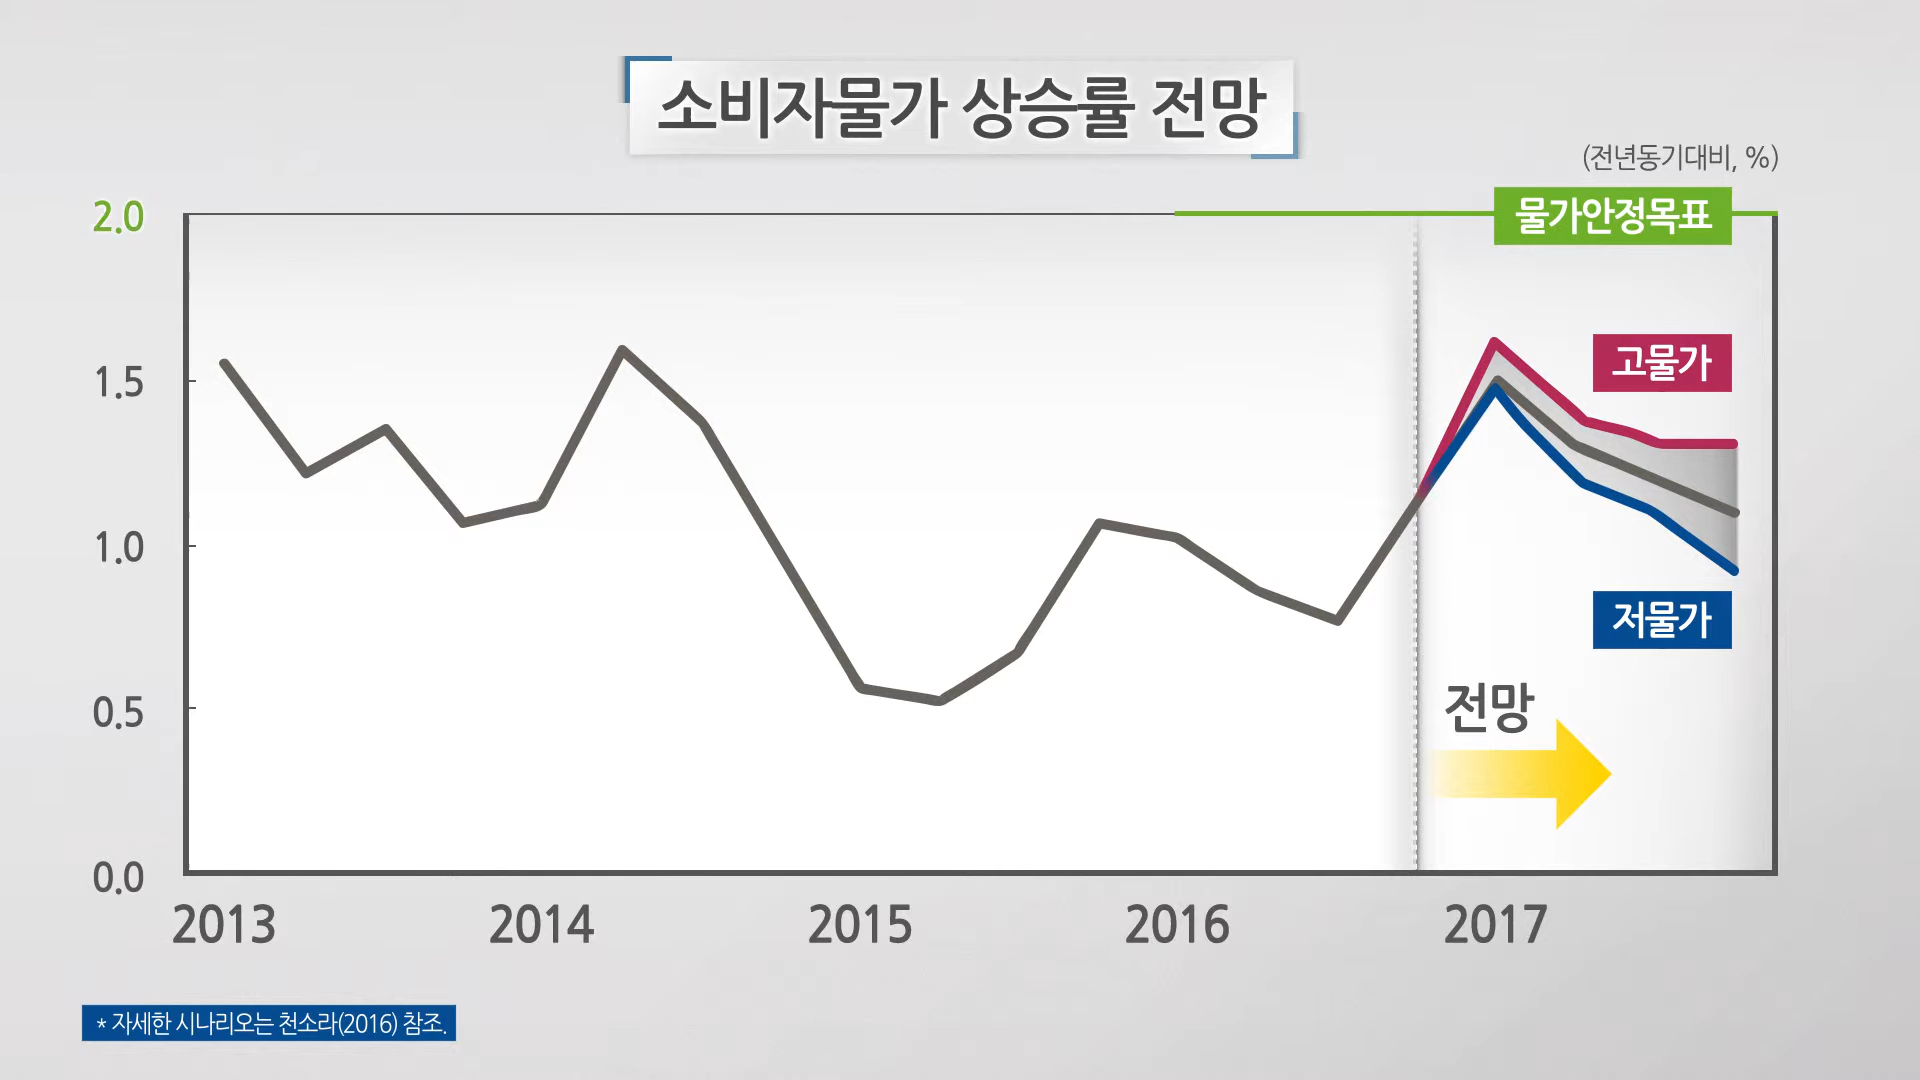 소비자물가 상승률 전망
(전년동기대비, %)
2.0
물가안정목표
1.5
고물가
1.0
저물가
0.5
전망
0.0
2013 2014 2015 2016 2017
* 자세한 시나리오는 천소라(2016) 참조.